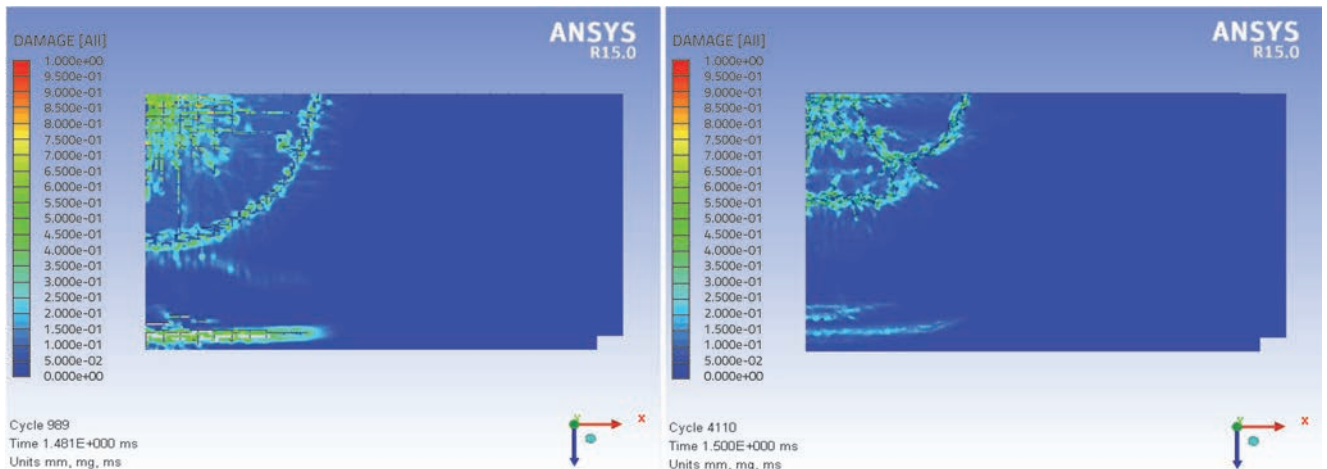 ANSYS
R15.0
DAMAGE [All]
1.000e+00
9.500e-01
9.000e-01
8.500e-01
8.000e-01
7.500e-01
7.000e-01
6.500e-01
6.000e-01
5.500e-01
5.000e-01
4.500e-01
4.000e-01
3.500e-01
3.000e-01
2.500e-01
2.000e-01
1.500e-01
1.000e-01
5.000e-02
0.000e+00
Cycle 989
Time 1.481E+000 ms
Units mm, mg, ms
Y
X
ANSYS
R15.0
DAMAGE [All]
1.000e+00
9.500e-01
9.000e-01
8.500e-01
8.000e-01
7.500e-01
7.000e-01
6.500e-01
6.000e-01
5.500e-01
5.000e-01
4.500e-01
4.000e-01
3.500e-01
3.000e-01
2.500e-01
2.000e-01
1.500e-01
1.000e-01
5.000e-02
0.000e+00
Cycle 4110
Time 1.500E+000 ms
Units mm, mg, ms
Y
X